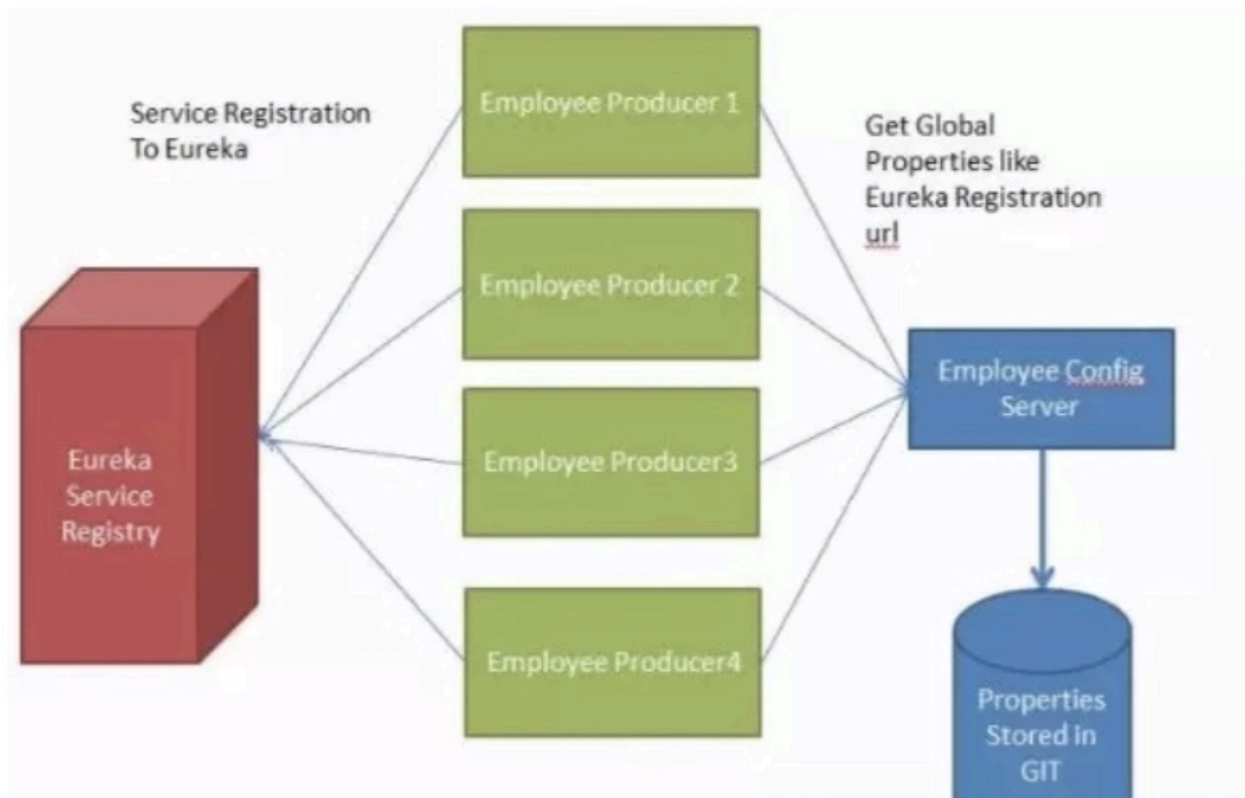 Service Registration
To Eureka
Employee Producer 1
Get Global
Properties like
Eureka Registration
url
Employee Producer 2
Employee Config
Server
Eureka
Service
Registry
Employee Producer3
Employee Producer4
Properties
Stored in
GIT